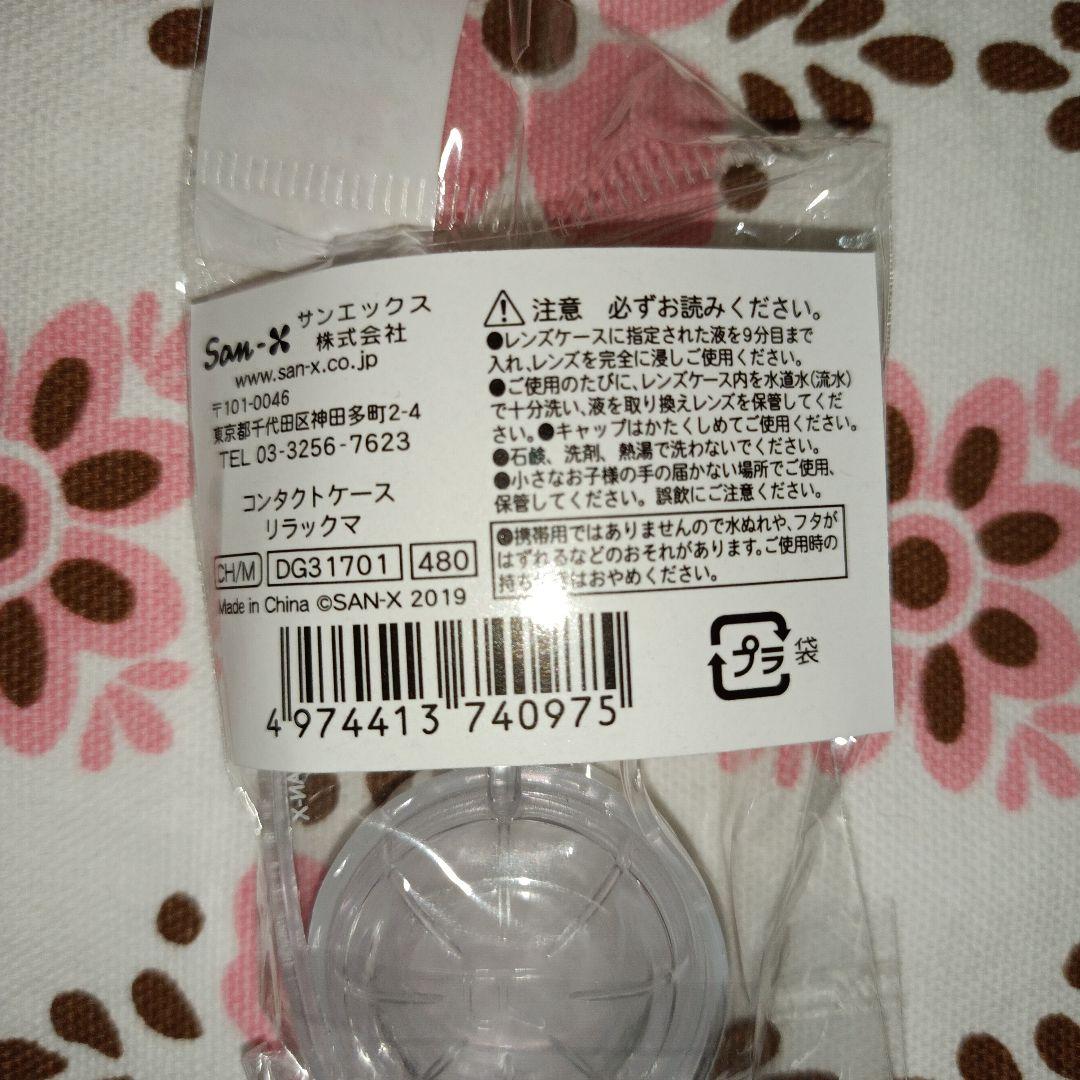 San-X サンエックス
株式会社
www.san-x.co.jp
〒101-0046
東京都千代田区神田多町2-4
TEL 03-3256-7623
コンタクトケース
リラックマ
CH/M DG31701 480
Made in China ©SAN-X 2019
4 974413 740975
注意 必ずお読みください。
●レンズケースに指定された液を9分目まで
入れ、レンズを完全に浸しご使用ください。
●ご使用のたびに、レンズケース内を水道水(流水)
で十分洗い、液を取り換えレンズを保管してくだ
さい。●キャップはかたくしめてご使用ください。
●石鹸、洗剤、熱湯で洗わないでください。
●小さなお子様の手の届かない場所でご使用、
保管してください。誤飲にご注意ください。
●携帯用ではありませんので水ぬれや、フタが
はずれるなどのおそれがあります。ご使用時の
持ち はおやめください。
プラ 袋
AN-X